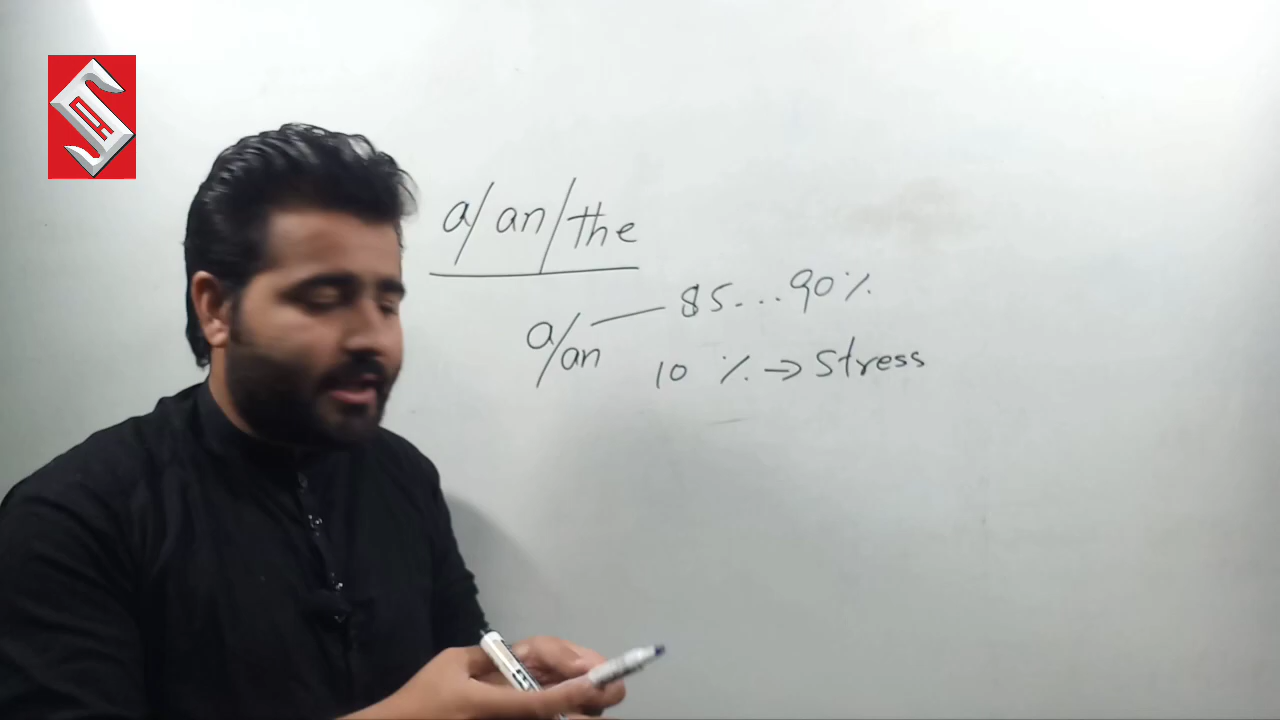 a/an/the
a/an — 85...90%
10 % → Stress